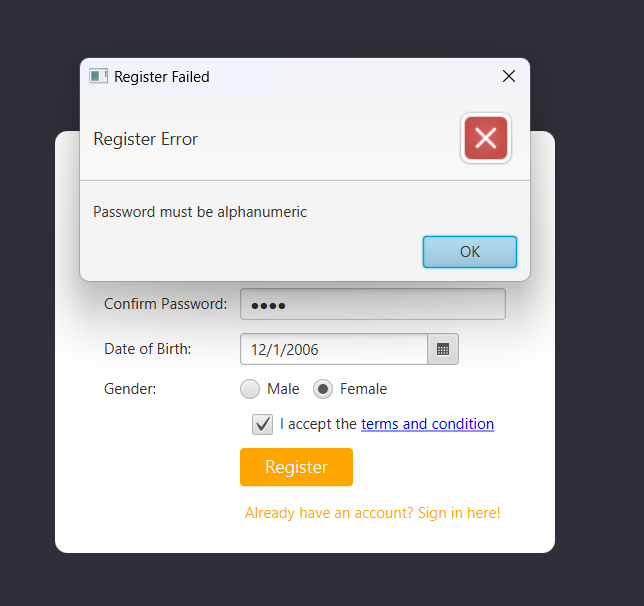 Register Failed
Register Error
Password must be alphanumeric
OK
Confirm Password:
Date of Birth: 12/1/2006
Gender: Male Female
I accept the terms and condition
Register
Already have an account? Sign in here!